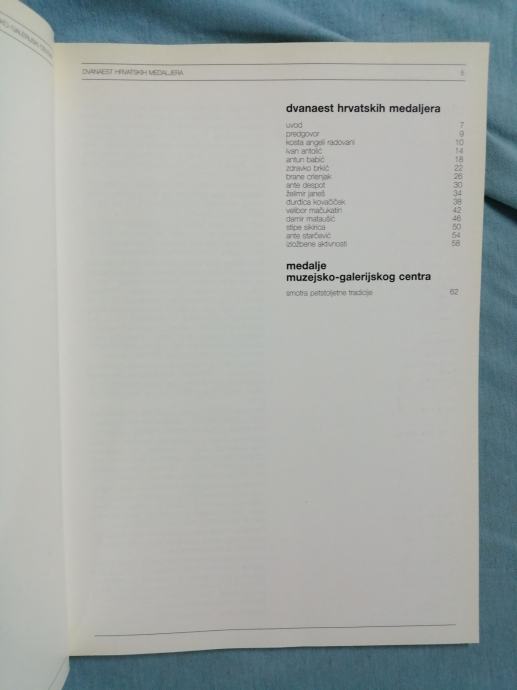 DVANAEST HRVATSKIH MEDALJERA 5
dvanaest hrvatskih medaljera
uvod 7
predgovor 9
kosta angeli radovani 10
ivan antolić 14
antun babić 18
zdravko brkić 22
brane crlenjak 26
ante despot 30
želimir janeš 34
đurđica kovačiček 38
velibor mačukatin 42
damir mataušić 46
stipe sikirica 50
ante starčević 54
izložbene aktivnosti 58
medalje
muzejsko-galerijskog centra
smotra petstoljetne tradicije 62